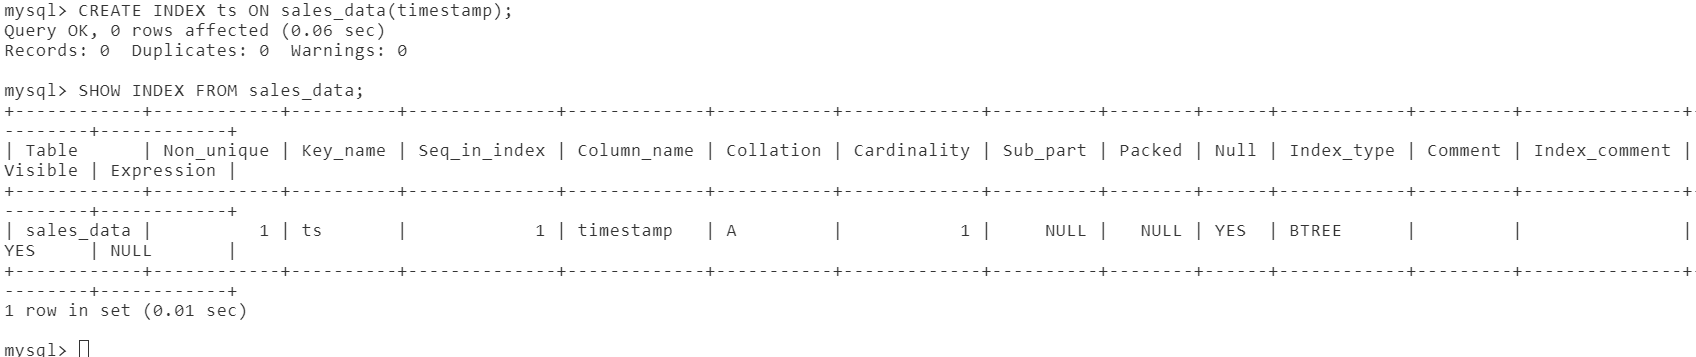 mysql> CREATE INDEX ts ON sales_data(timestamp);
Query OK, 0 rows affected (0.06 sec)
Records: 0  Duplicates: 0  Warnings: 0

mysql> SHOW INDEX FROM sales_data;
+------------+------------+----------+--------------+-------------+-----------+-------------+----------+--------+------+------------+---------+---------------+-
--------+------------+
| Table      | Non_unique | Key_name | Seq_in_index | Column_name | Collation | Cardinality | Sub_part | Packed | Null | Index_type | Comment | Index_comment |
Visible | Expression |
+------------+------------+----------+--------------+-------------+-----------+-------------+----------+--------+------+------------+---------+---------------+-
--------+------------+
| sales_data |          1 | ts       |            1 | timestamp   | A         |           1 |     NULL |   NULL | YES  | BTREE      |         |               |
YES     | NULL       |
+------------+------------+----------+--------------+-------------+-----------+-------------+----------+--------+------+------------+---------+---------------+-
--------+------------+
1 row in set (0.01 sec)

mysql>